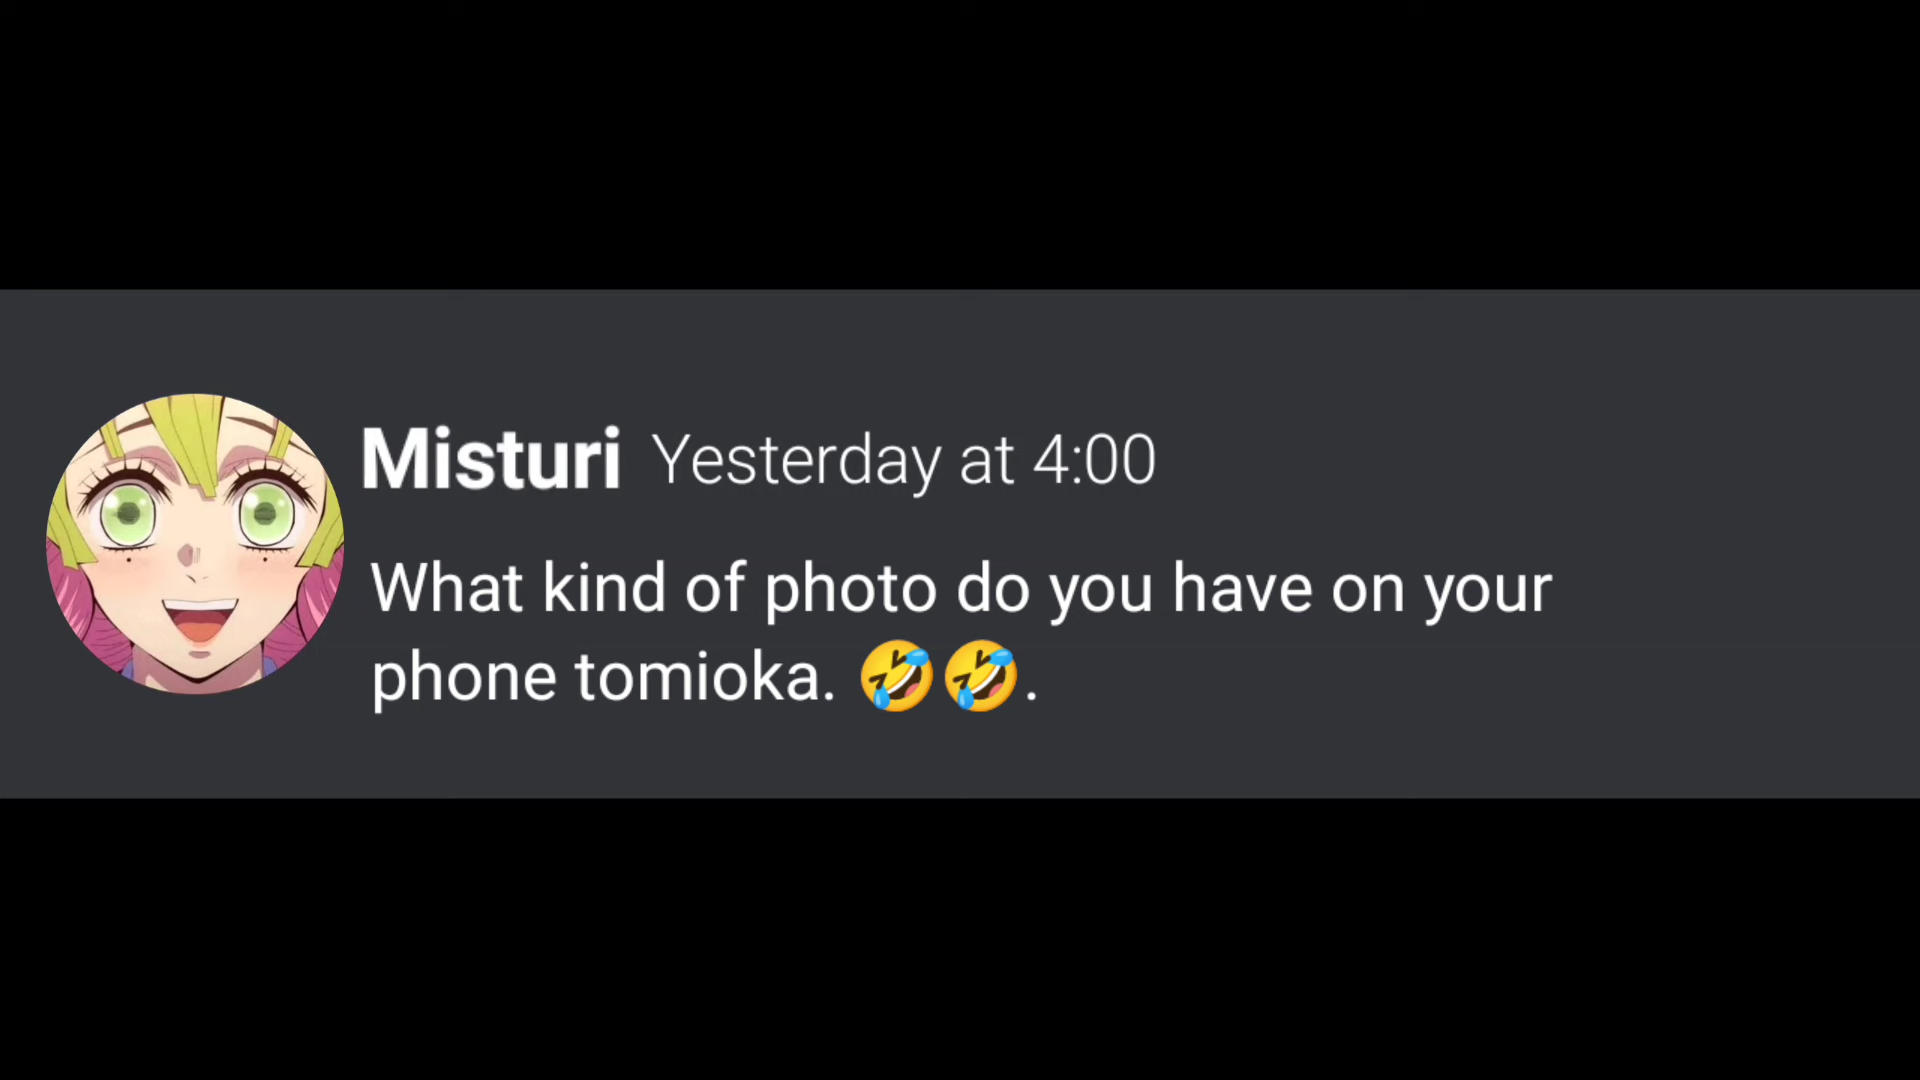 Misturi Yesterday at 4:00
What kind of photo do you have on your
phone tomioka. 🤣🤣.